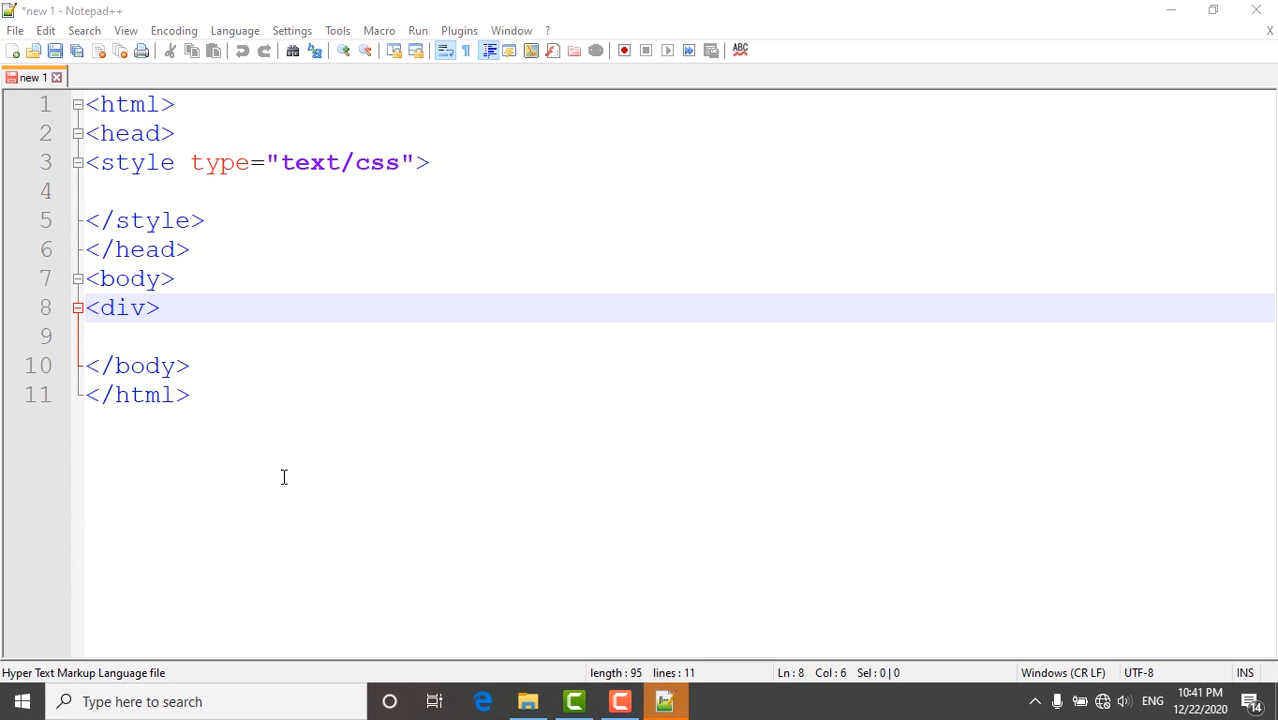 *new 1 - Notepad++
File Edit Search View Encoding Language Settings Tools Macro Run Plugins Window ? X
ABC
new 1
1 <html>
2 <head>
3 <style type="text/css">
4
5 </style>
6 </head>
7 <body>
8 <div>
9
10 </body>
11 </html>
Hyper Text Markup Language file length : 95 lines : 11 Ln : 8 Col : 6 Sel : 0 | 0 Windows (CR LF) UTF-8 INS
Type here to search ENG 10:41 PM
12/22/2020 14